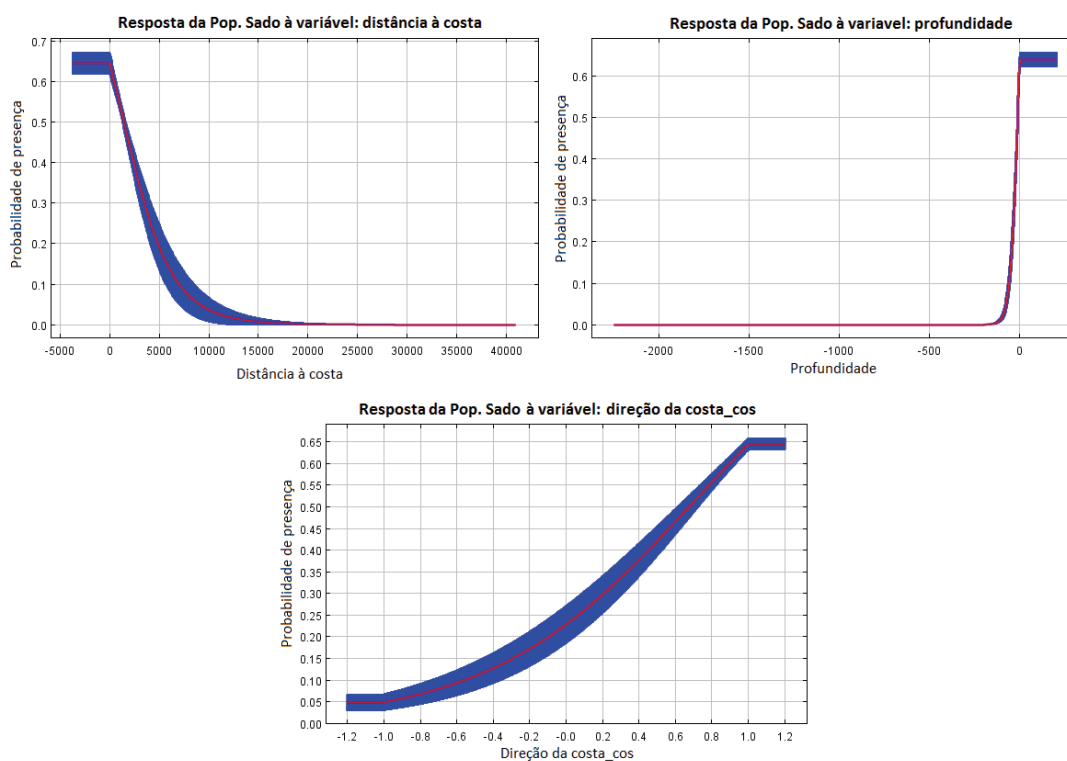 Resposta da Pop. Sado à variável: distância à costa
Probabilidade de presença
0.7
0.6
0.5
0.4
0.3
0.2
0.1
0.0
-5000 0 5000 10000 15000 20000 25000 30000 35000 40000
Distância à costa
Resposta da Pop. Sado à variavel: profundidade
Probabilidade de presença
0.6
0.5
0.4
0.3
0.2
0.1
0.0
-2000 -1500 -1000 -500 0
Profundidade
Resposta da Pop. Sado à variável: direção da costa_cos
Probabilidade de presença
0.65
0.60
0.55
0.50
0.45
0.40
0.35
0.30
0.25
0.20
0.15
0.10
0.05
0.00
-1.2 -1.0 -0.8 -0.6 -0.4 -0.2 -0.0 0.2 0.4 0.6 0.8 1.0 1.2
Direção da costa_cos